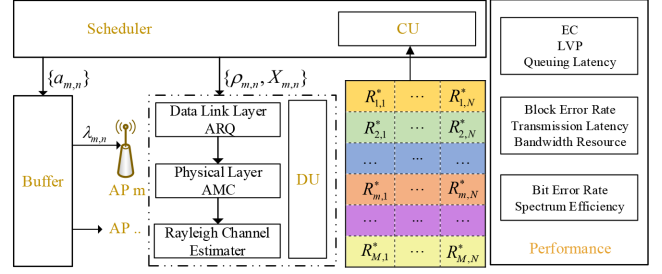 Scheduler
CU
{a_{m,n}}
{ρ_{m,n}, X_{m,n}}
Buffer
λ_{m,n}
AP m
AP ..
Data Link Layer
ARQ
Physical Layer
AMC
Rayleigh Channel
Estimater
DU
R*_{1,1} ... R*_{1,N}
R*_{2,1} ... R*_{2,N}
... ... ...
R*_{m,1} ... R*_{m,N}
... ... ...
R*_{M,1} ... R*_{M,N}
EC
LVP
Queuing Latency
Block Error Rate
Transmission Latency
Bandwidth Resource
Bit Error Rate
Spectrum Efficiency
Performance